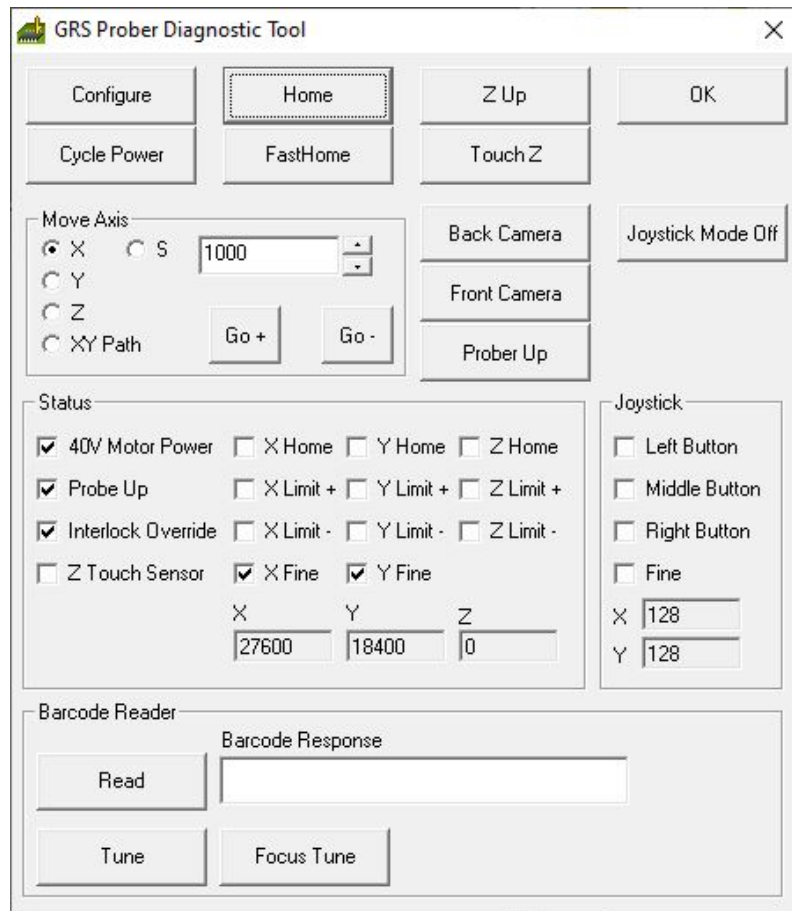 GRS Prober Diagnostic Tool
Configure Home Z Up OK
Cycle Power FastHome Touch Z
Move Axis
X S 1000
Y
Z
XY Path
Go + Go -
Back Camera Joystick Mode Off
Front Camera
Prober Up
Status
40V Motor Power X Home Y Home Z Home
Probe Up X Limit + Y Limit + Z Limit +
Interlock Override X Limit - Y Limit - Z Limit -
Z Touch Sensor X Fine Y Fine
X Y Z
27600 18400 0
Joystick
Left Button
Middle Button
Right Button
Fine
X 128
Y 128
Barcode Reader
Barcode Response
Read
Tune Focus Tune